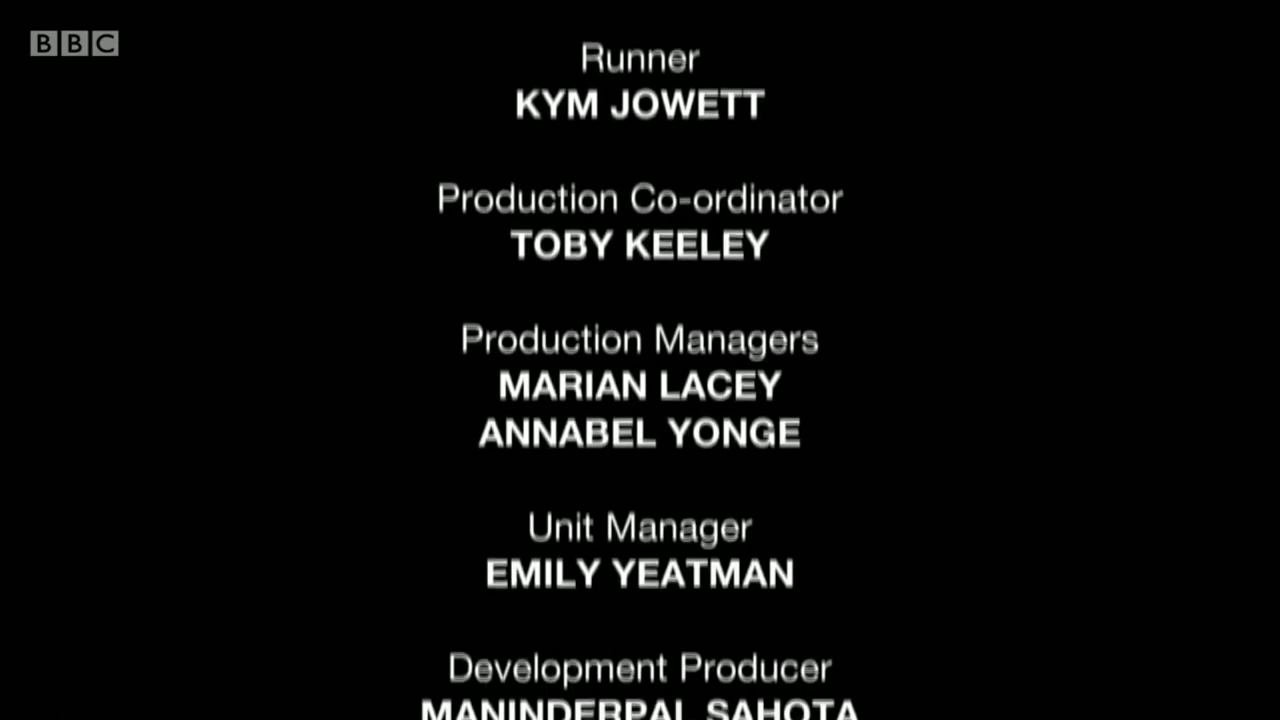 BBC
Runner
KYM JOWETT
Production Co-ordinator
TOBY KEELEY
Production Managers
MARIAN LACEY
ANNABEL YONGE
Unit Manager
EMILY YEATMAN
Development Producer
MANINDERPAL SAHOTA